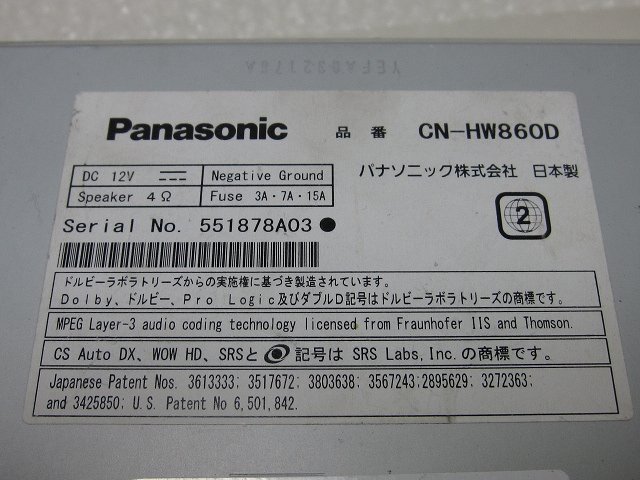 YEFA032178A
Panasonic 品番 CN-HW860D
DC 12V Negative Ground
Speaker 4Ω Fuse 3A・7A・15A
パナソニック株式会社 日本製
Serial No. 551878A03 ●
2
ドルビーラボラトリーズからの実施権に基づき製造されています。
Dolby、ドルビー、Pro Logic及びダブルD記号はドルビーラボラトリーズの商標です。
MPEG Layer-3 audio coding technology licensed from Fraunhofer IIS and Thomson.
CS Auto DX、WOW HD、SRSと 記号は SRS Labs,Inc.の商標です。
Japanese Patent Nos. 3613333; 3517672; 3803638; 3567243;2895629; 3272363;
and 3425850; U.S. Patent No 6,501,842.